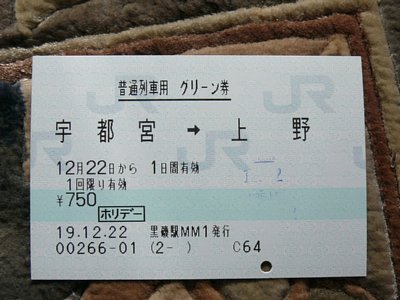 普通列車用 グリーン券
宇都宮 → 上野
12月22日から 1日間有効
1回限り有効
¥750
ホリデー
19.12.22 黒磯駅MM1発行
00266-01 (2- ) C64